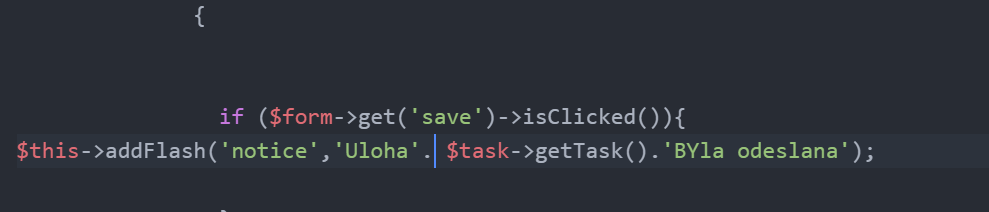 {
if ($form->get('save')->isClicked()){
$this->addFlash('notice','Uloha'. $task->getTask().'BYla odeslana');